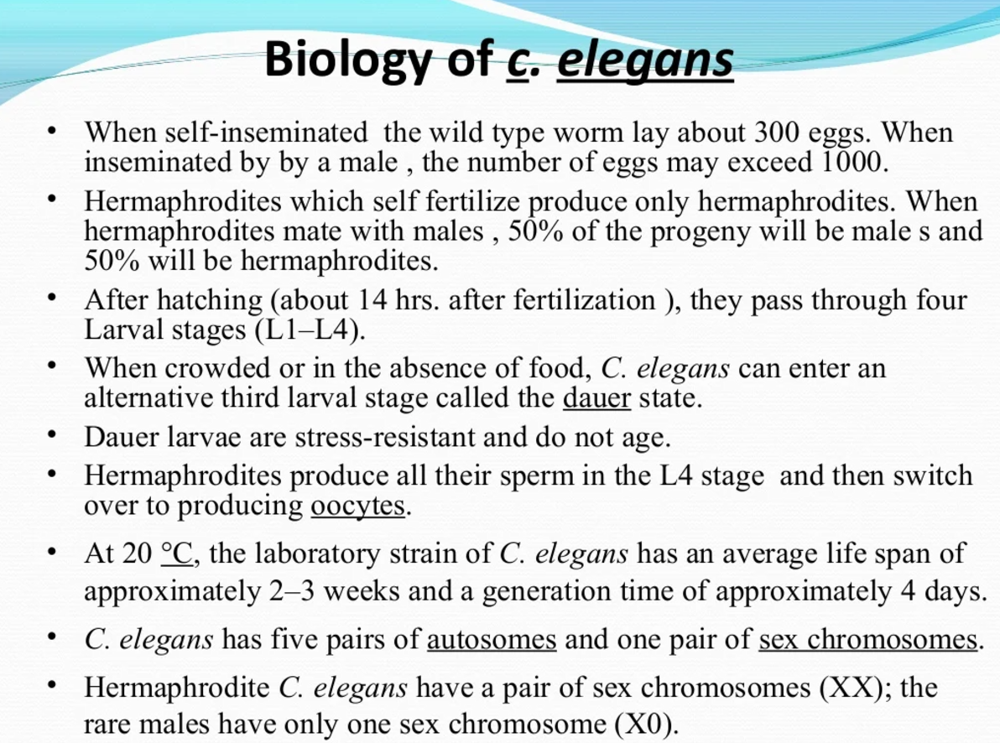 Biology of c. elegans
• When self-inseminated  the wild type worm lay about 300 eggs. When
inseminated by by a male , the number of eggs may exceed 1000.
• Hermaphrodites which self fertilize produce only hermaphrodites. When
hermaphrodites mate with males , 50% of the progeny will be male s and
50% will be hermaphrodites.
• After hatching (about 14 hrs. after fertilization ), they pass through four
Larval stages (L1–L4).
• When crowded or in the absence of food, C. elegans can enter an
alternative third larval stage called the dauer state.
• Dauer larvae are stress-resistant and do not age.
• Hermaphrodites produce all their sperm in the L4 stage  and then switch
over to producing oocytes.
• At 20 °C, the laboratory strain of C. elegans has an average life span of
approximately 2–3 weeks and a generation time of approximately 4 days.
• C. elegans has five pairs of autosomes and one pair of sex chromosomes.
• Hermaphrodite C. elegans have a pair of sex chromosomes (XX); the
rare males have only one sex chromosome (X0).